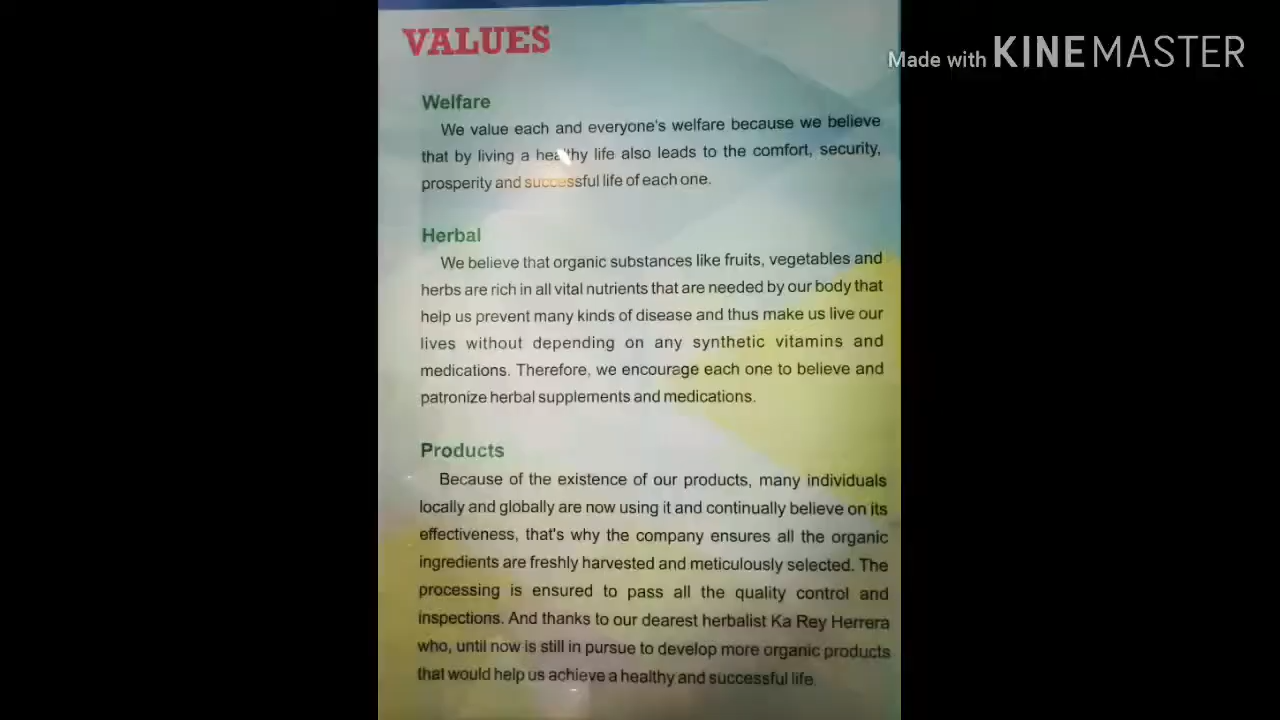 VALUES
Made with KINEMASTER
Welfare
We value each and everyone's welfare because we believe
that by living a healthy life also leads to the comfort, security,
prosperity and successful life of each one.
Herbal
We believe that organic substances like fruits, vegetables and
herbs are rich in all vital nutrients that are needed by our body that
help us prevent many kinds of disease and thus make us live our
lives without depending on any synthetic vitamins and
medications. Therefore, we encourage each one to believe and
patronize herbal supplements and medications.
Products
Because of the existence of our products, many individuals
locally and globally are now using it and continually believe on its
effectiveness, that's why the company ensures all the organic
ingredients are freshly harvested and meticulously selected. The
processing is ensured to pass all the quality control and
inspections. And thanks to our dearest herbalist Ka Rey Herrera
who, until now is still in pursue to develop more organic products
that would help us achieve a healthy and successful life.